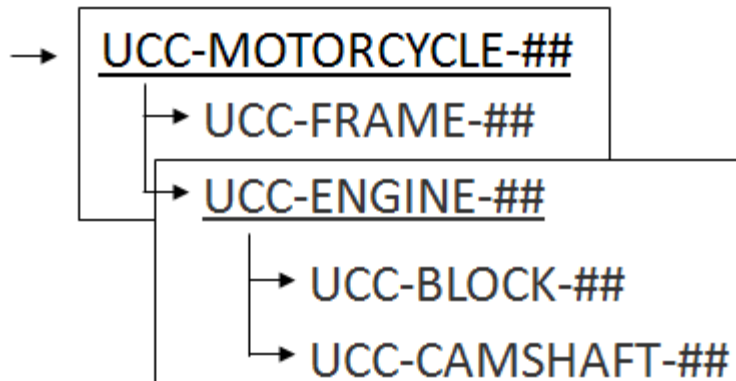 UCC-MOTORCYCLE-##
UCC-FRAME-##
UCC-ENGINE-##
UCC-BLOCK-##
UCC-CAMSHAFT-##